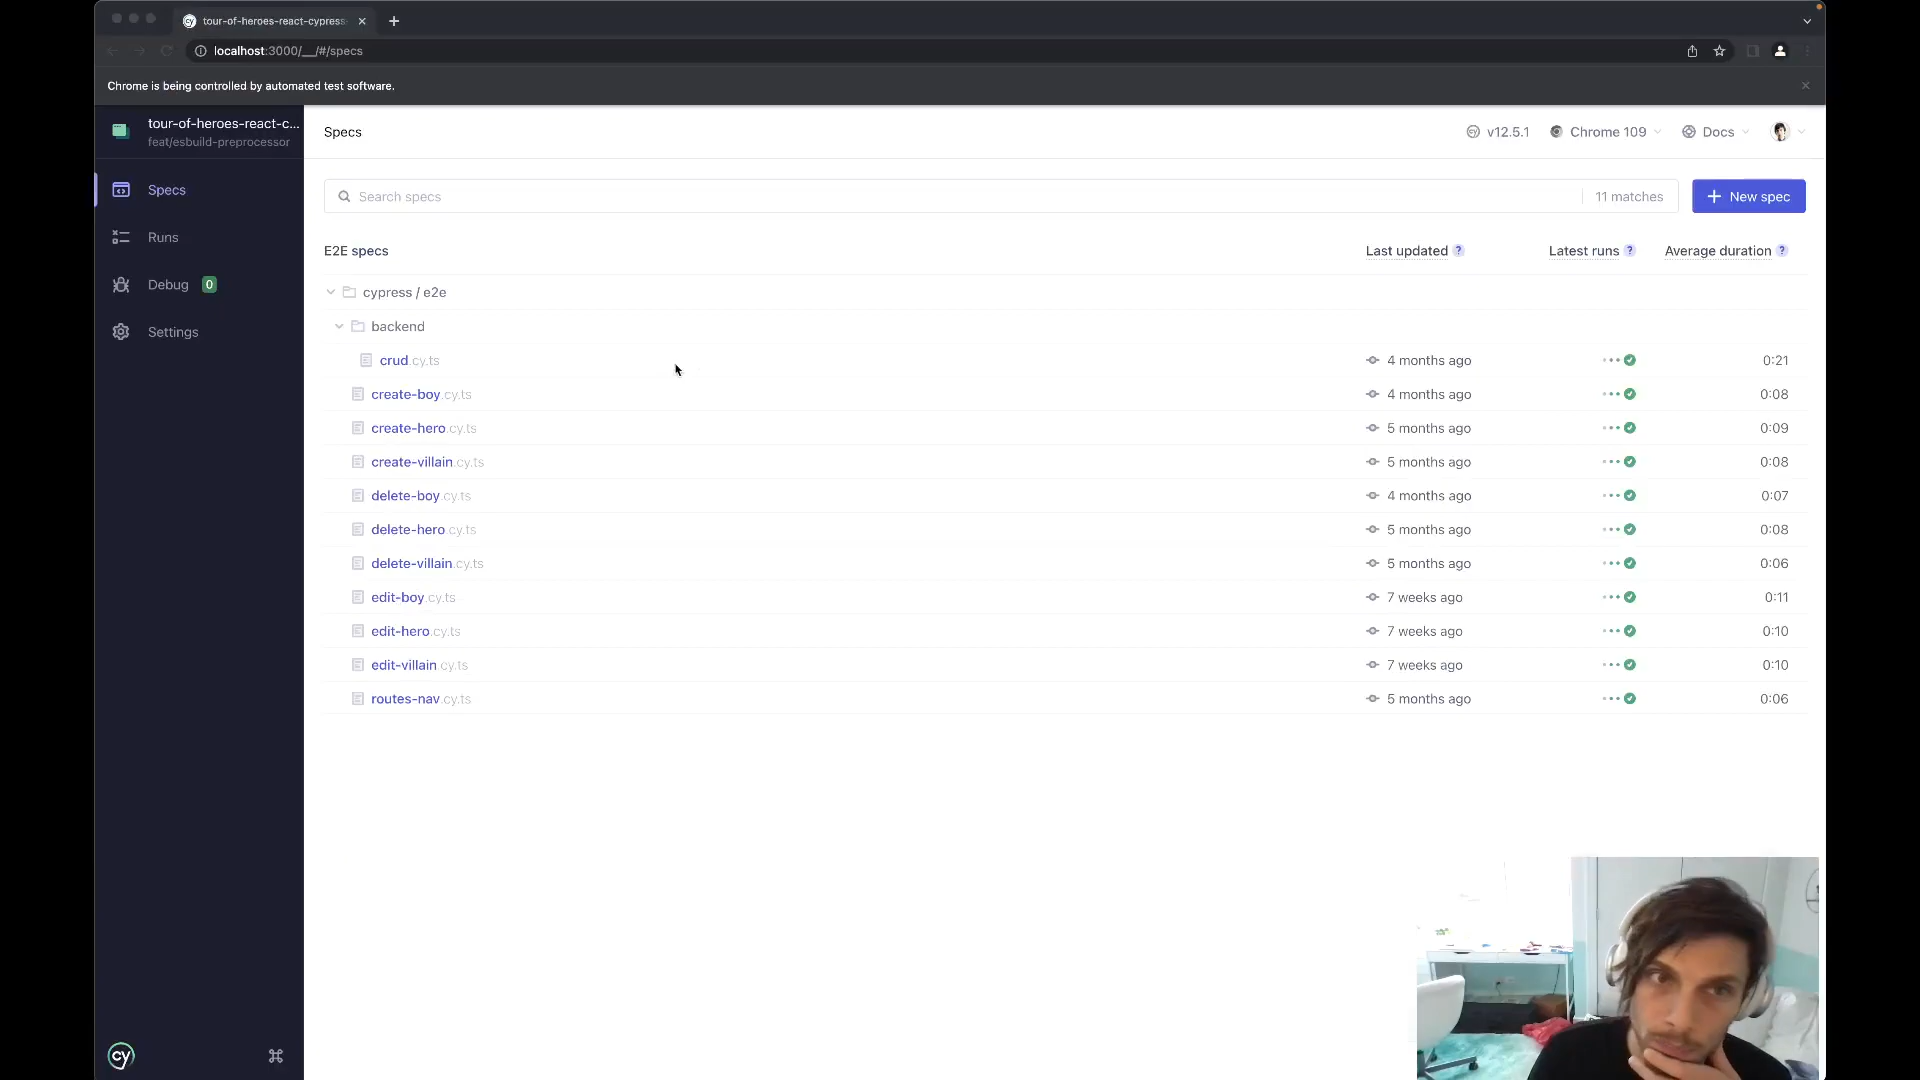 tour-of-heroes-react-cypress-
localhost:3000/__/#/specs
Chrome is being controlled by automated test software.
tour-of-heroes-react-c...
feat/esbuild-preprocessor
Specs
v12.5.1
Chrome 109
Docs
Specs
Runs
Debug 0
Settings
Search specs
11 matches
New spec
E2E specs
Last updated ?
Latest runs ?
Average duration ?
cypress / e2e
backend
crud.cy.ts 4 months ago 0:21
create-boy.cy.ts 4 months ago 0:08
create-hero.cy.ts 5 months ago 0:09
create-villain.cy.ts 5 months ago 0:08
delete-boy.cy.ts 4 months ago 0:07
delete-hero.cy.ts 5 months ago 0:08
delete-villain.cy.ts 5 months ago 0:06
edit-boy.cy.ts 7 weeks ago 0:11
edit-hero.cy.ts 7 weeks ago 0:10
edit-villain.cy.ts 7 weeks ago 0:10
routes-nav.cy.ts 5 months ago 0:06
cy